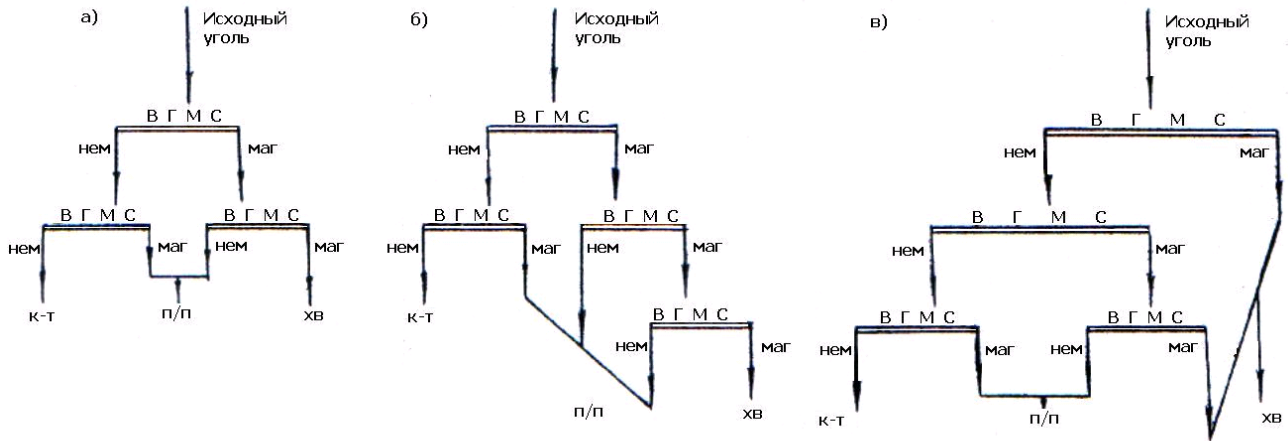 а)
Исходный
уголь
В Г М С
нем
маг
В Г М С
В Г М С
нем
маг
нем
маг
к-т
п/п
хв
б)
Исходный
уголь
В Г М С
нем
маг
В Г М С
В Г М С
нем
маг
нем
маг
к-т
В Г М С
нем
маг
п/п
хв
в)
Исходный
уголь
В Г М С
нем
маг
В Г М С
нем
маг
В Г М С
В Г М С
нем
маг
нем
маг
к-т
п/п
хв